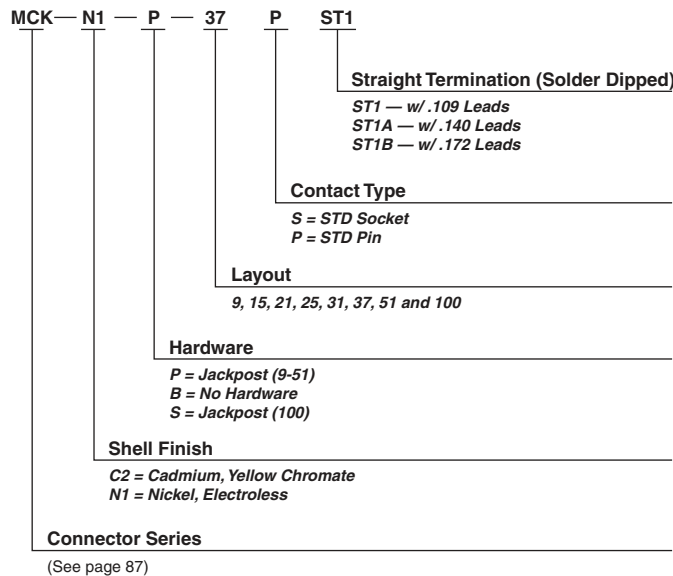 MCK— N1 — P — 37 P ST1
Straight Termination (Solder Dipped)
ST1 — w/ .109 Leads
ST1A — w/ .140 Leads
ST1B — w/ .172 Leads
Contact Type
S = STD Socket
P = STD Pin
Layout
9, 15, 21, 25, 31, 37, 51 and 100
Hardware
P = Jackpost (9-51)
B = No Hardware
S = Jackpost (100)
Shell Finish
C2 = Cadmium, Yellow Chromate
N1 = Nickel, Electroless
Connector Series
(See page 87)